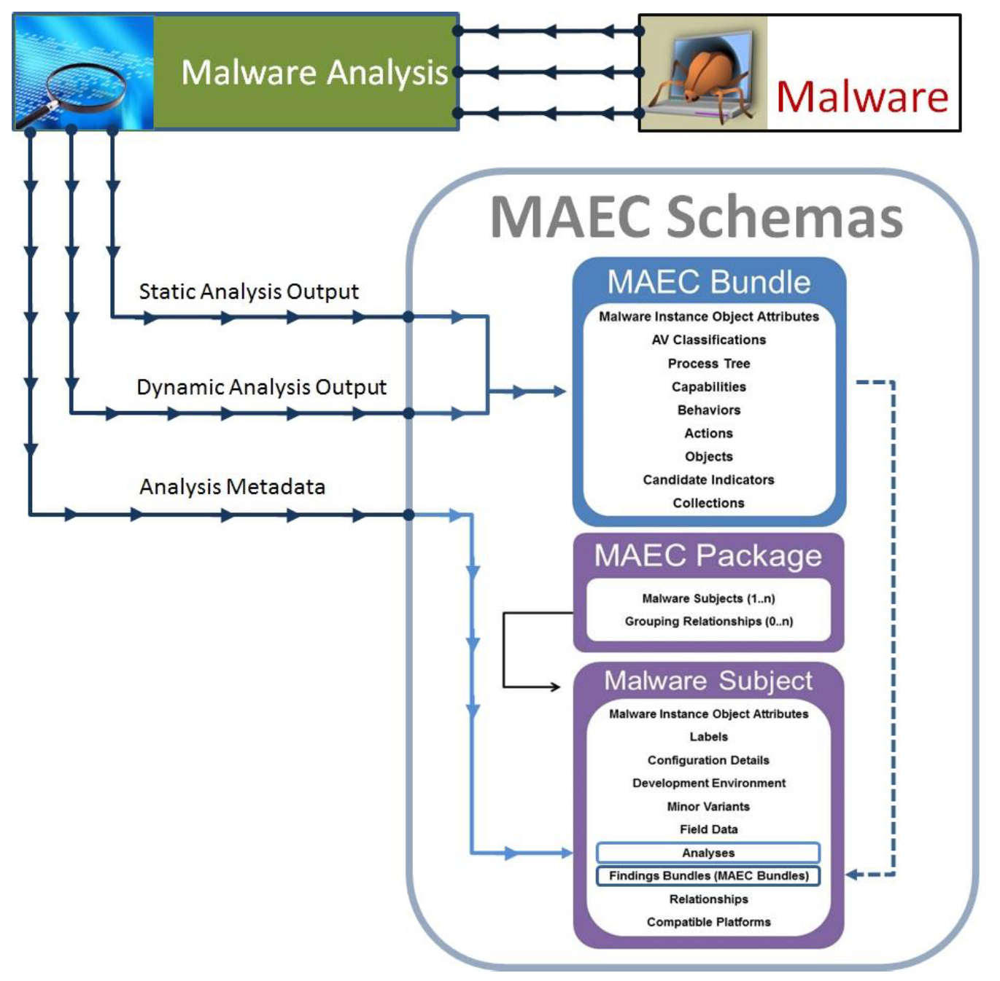 Malware Analysis
Malware
MAEC Schemas
Static Analysis Output
Dynamic Analysis Output
Analysis Metadata
MAEC Bundle
Malware Instance Object Attributes
AV Classifications
Process Tree
Capabilities
Behaviors
Actions
Objects
Candidate Indicators
Collections
MAEC Package
Malware Subjects (1..n)
Grouping Relationships (0..n)
Malware Subject
Malware Instance Object Attributes
Labels
Configuration Details
Development Environment
Minor Variants
Field Data
Analyses
Findings Bundles (MAEC Bundles)
Relationships
Compatible Platforms